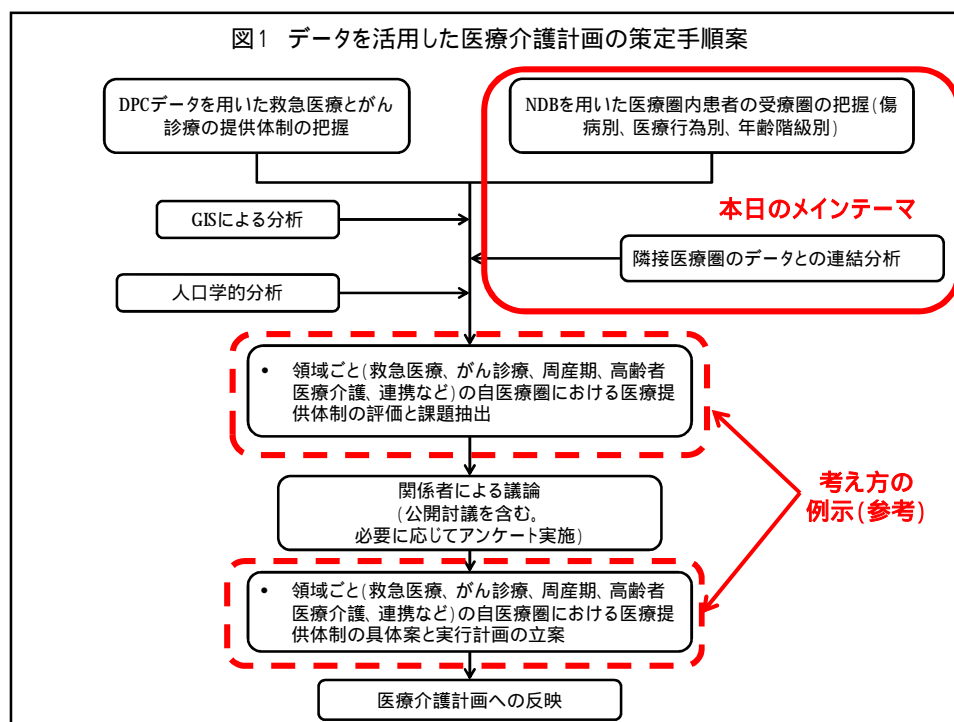 図1 データを活用した医療介護計画の策定手順案
DPCデータを用いた救急医療とがん
診療の提供体制の把握
NDBを用いた医療圏内患者の受療圏の把握(傷
病別、医療行為別、年齢階級別)
本日のメインテーマ
GISによる分析
隣接医療圏のデータとの連結分析
人口学的分析
• 領域ごと(救急医療、がん診療、周産期、高齢者
医療介護、連携など)の自医療圏における医療提
供体制の評価と課題抽出
関係者による議論
(公開討議を含む。
必要に応じてアンケート実施)
考え方の
例示(参考)
• 領域ごと(救急医療、がん診療、周産期、高齢者
医療介護、連携など)の自医療圏における医療提
供体制の具体案と実行計画の立案
医療介護計画への反映